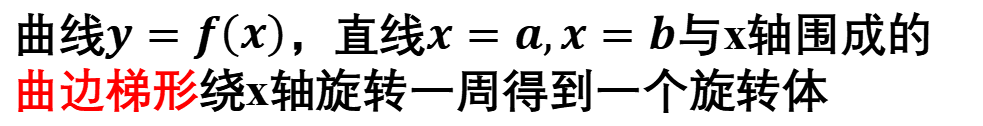 曲线y = f(x)，直线x = a, x = b与x轴围成的
曲边梯形绕x轴旋转一周得到一个旋转体